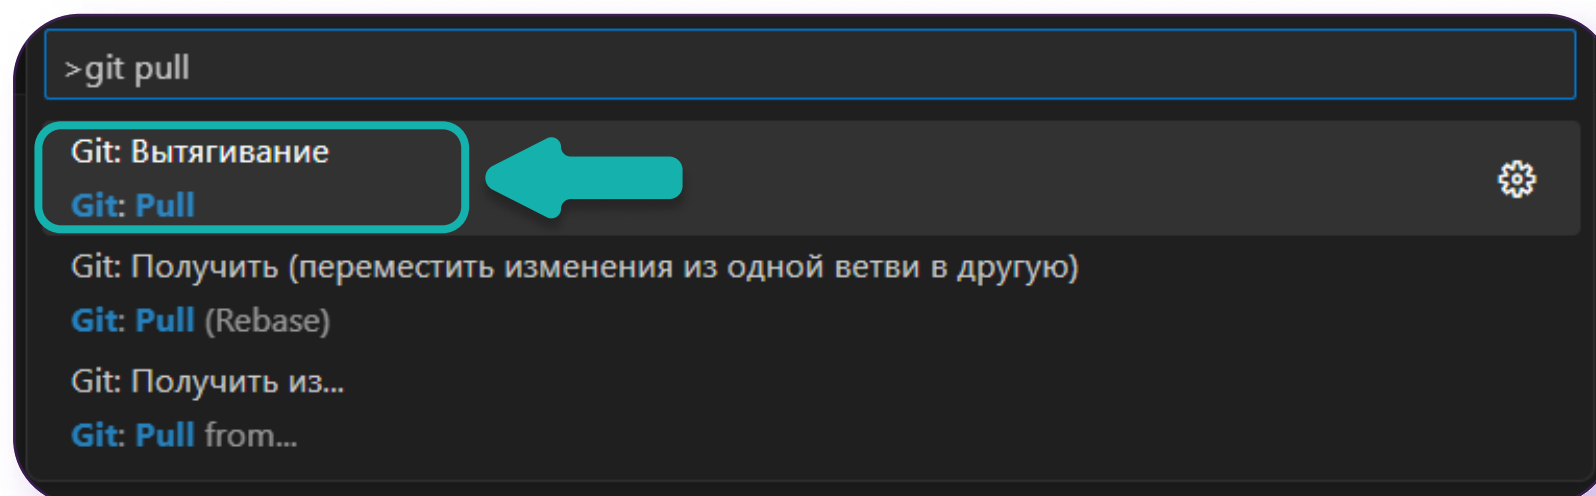 >git pull
Git: Вытягивание
Git: Pull
Git: Получить (переместить изменения из одной ветви в другую)
Git: Pull (Rebase)
Git: Получить из...
Git: Pull from...